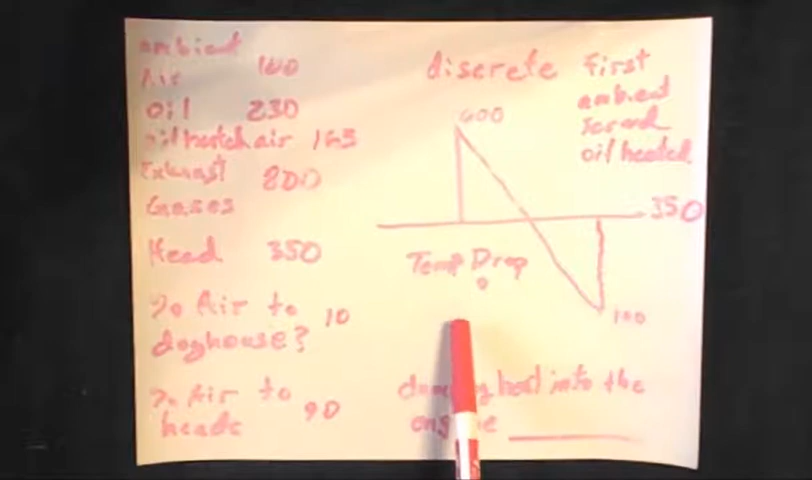 ambient
Air 100
oil 230
oil heated air 165
Exhaust 800
Gases
Head 350
% Air to
doghouse? 10
% Air to
heads 90
discrete
First
ambient
second
oil heated
600
350
Temp Drop
100
heat into the